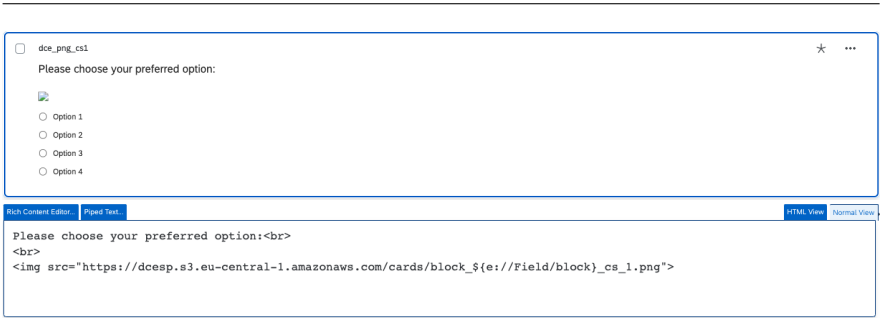 dce_png_cs1
Please choose your preferred option:
Option 1
Option 2
Option 3
Option 4
Rich Content Editor... Piped Text... HTML View Normal View
Please choose your preferred option:<br>
<br>
<img src="https://dcesp.s3.eu-central-1.amazonaws.com/cards/block_${e://Field/block}_cs_1.png">